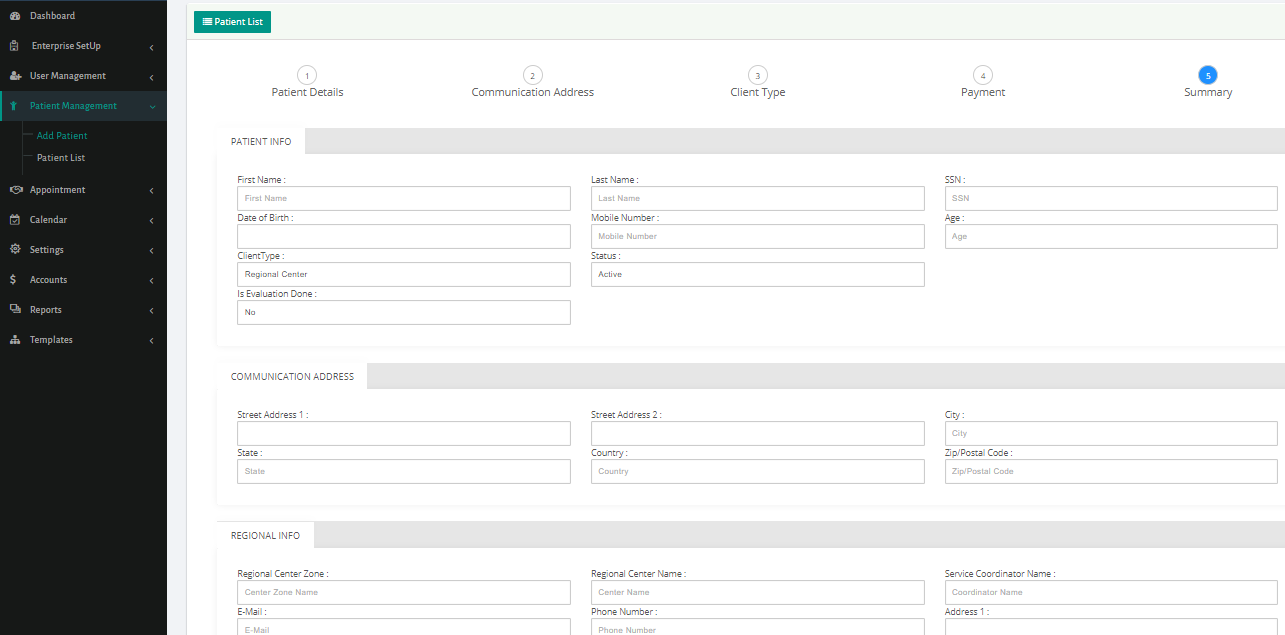 Dashboard
Enterprise SetUp
User Management
Patient Management
Add Patient
Patient List
Appointment
Calendar
Settings
Accounts
Reports
Templates
Patient List
1 2 3 4 5
Patient Details Communication Address Client Type Payment Summary
PATIENT INFO
First Name : Last Name : SSN :
First Name Last Name SSN
Date of Birth : Mobile Number : Age :
Mobile Number Age
ClientType : Status :
Regional Center Active
Is Evaluation Done :
No
COMMUNICATION ADDRESS
Street Address 1 : Street Address 2 : City :
City
State : Country : Zip/Postal Code :
State Country Zip/Postal Code
REGIONAL INFO
Regional Center Zone : Regional Center Name : Service Coordinator Name :
Center Zone Name Center Name Coordinator Name
E-Mail : Phone Number : Address 1 :
E-Mail Phone Number